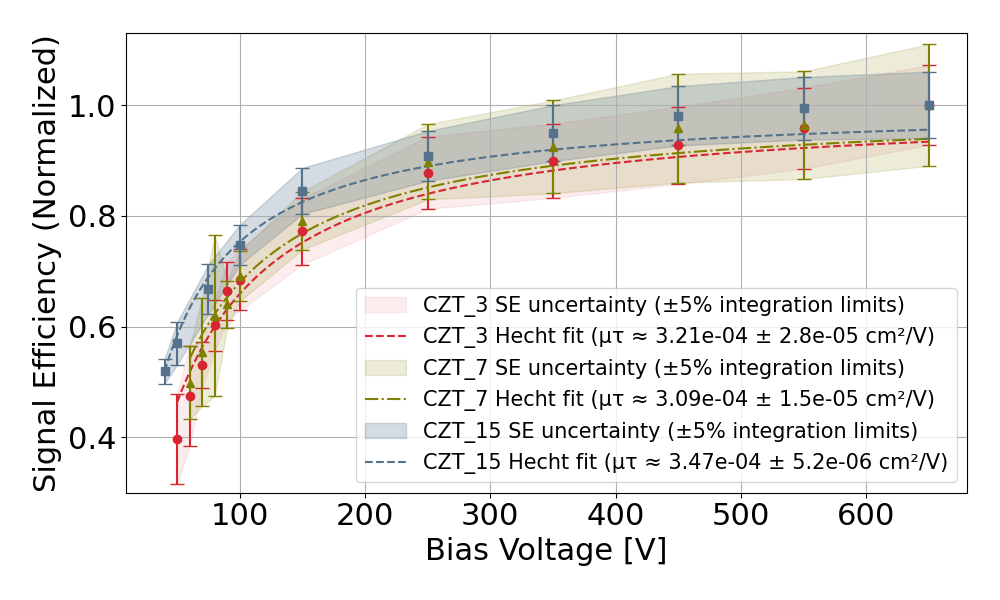 Signal Efficiency (Normalized)
1.0
0.8
0.6
0.4
CZT_3 SE uncertainty (±5% integration limits)
CZT_3 Hecht fit (μτ ≈ 3.21e-04 ± 2.8e-05 cm²/V)
CZT_7 SE uncertainty (±5% integration limits)
CZT_7 Hecht fit (μτ ≈ 3.09e-04 ± 1.5e-05 cm²/V)
CZT_15 SE uncertainty (±5% integration limits)
CZT_15 Hecht fit (μτ ≈ 3.47e-04 ± 5.2e-06 cm²/V)
100 200 300 400 500 600
Bias Voltage [V]